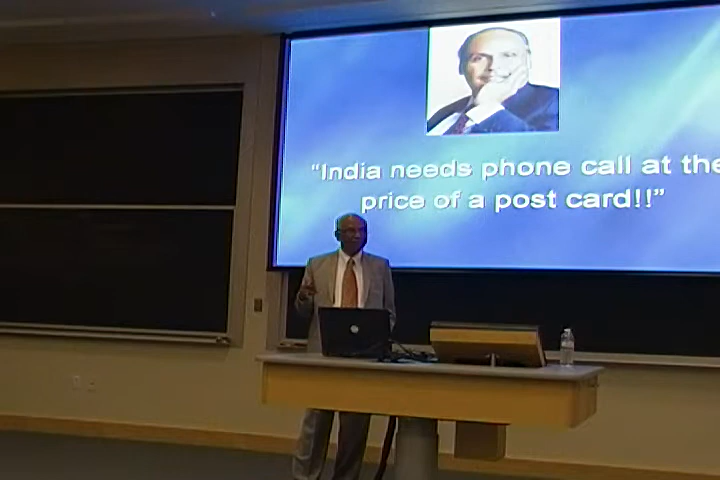 “India needs phone call at the
price of a post card!!”